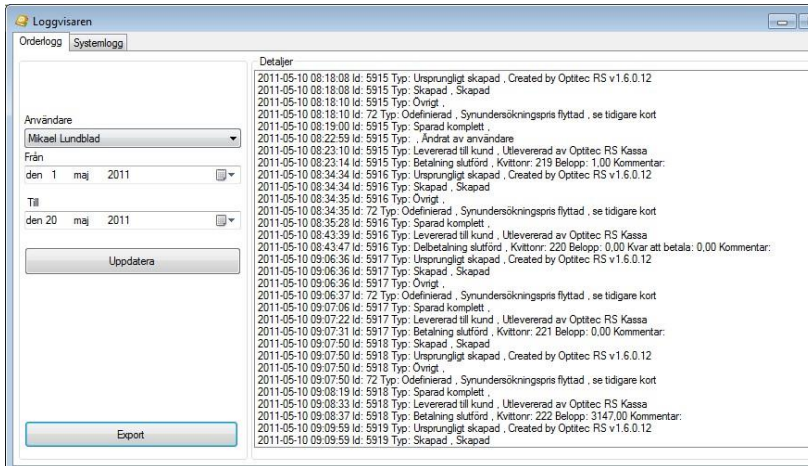 Loggvisaren
Orderlogg
Systemlogg
Användare
Mikael Lundblad
Från
den 1 maj 2011
Till
den 20 maj 2011
Uppdatera
Export
Detaljer
2011-05-10 08:18:08 Id: 5915 Typ: Ursprungligt skapad , Created by Optitec RS v1.6.0.12
2011-05-10 08:18:08 Id: 5915 Typ: Skapad , Skapad
2011-05-10 08:18:10 Id: 5915 Typ: Övrigt ,
2011-05-10 08:18:10 Id: 72 Typ: Odefinierad , Synundersökningspris flyttad , se tidigare kort
2011-05-10 08:19:00 Id: 5915 Typ: Sparad komplett ,
2011-05-10 08:22:59 Id: 5915 Typ: , Ändrat av användare
2011-05-10 08:23:10 Id: 5915 Typ: Levererad till kund , Utlevererad av Optitec RS Kassa
2011-05-10 08:23:14 Id: 5915 Typ: Betalning slutförd , Kvittonr: 219 Belopp: 1,00 Kommentar:
2011-05-10 08:34:34 Id: 5916 Typ: Ursprungligt skapad , Created by Optitec RS v1.6.0.12
2011-05-10 08:34:34 Id: 5916 Typ: Skapad , Skapad
2011-05-10 08:34:35 Id: 5916 Typ: Övrigt ,
2011-05-10 08:34:35 Id: 72 Typ: Odefinierad , Synundersökningspris flyttad , se tidigare kort
2011-05-10 08:35:28 Id: 5916 Typ: Sparad komplett ,
2011-05-10 08:43:39 Id: 5916 Typ: Levererad till kund , Utlevererad av Optitec RS Kassa
2011-05-10 08:43:47 Id: 5916 Typ: Delbetalning slutförd , Kvittonr: 220 Belopp: 0,00 Kvar att betala: 0,00 Kommentar:
2011-05-10 09:06:36 Id: 5917 Typ: Ursprungligt skapad , Created by Optitec RS v1.6.0.12
2011-05-10 09:06:36 Id: 5917 Typ: Skapad , Skapad
2011-05-10 09:06:36 Id: 5917 Typ: Övrigt ,
2011-05-10 09:06:37 Id: 72 Typ: Odefinierad , Synundersökningspris flyttad , se tidigare kort
2011-05-10 09:07:06 Id: 5917 Typ: Sparad komplett ,
2011-05-10 09:07:22 Id: 5917 Typ: Levererad till kund , Utlevererad av Optitec RS Kassa
2011-05-10 09:07:31 Id: 5917 Typ: Betalning slutförd , Kvittonr: 221 Belopp: 0,00 Kommentar:
2011-05-10 09:07:50 Id: 5918 Typ: Skapad , Skapad
2011-05-10 09:07:50 Id: 5918 Typ: Ursprungligt skapad , Created by Optitec RS v1.6.0.12
2011-05-10 09:07:50 Id: 5918 Typ: Övrigt ,
2011-05-10 09:07:50 Id: 72 Typ: Odefinierad , Synundersökningspris flyttad , se tidigare kort
2011-05-10 09:08:19 Id: 5918 Typ: Sparad komplett ,
2011-05-10 09:08:33 Id: 5918 Typ: Levererad till kund , Utlevererad av Optitec RS Kassa
2011-05-10 09:08:37 Id: 5918 Typ: Betalning slutförd , Kvittonr: 222 Belopp: 3147,00 Kommentar:
2011-05-10 09:09:59 Id: 5919 Typ: Ursprungligt skapad , Created by Optitec RS v1.6.0.12
2011-05-10 09:09:59 Id: 5919 Typ: Skapad , Skapad